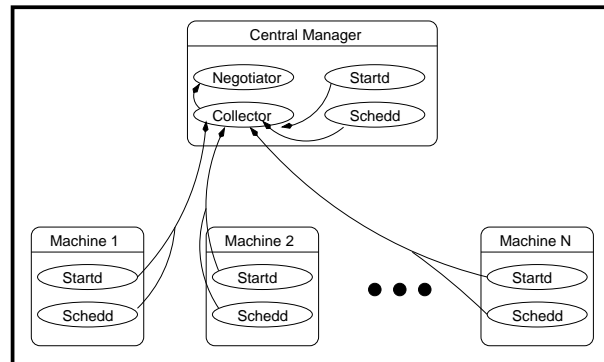 Central Manager
Negotiator
Startd
Collector
Schedd
Machine 1
Startd
Schedd
Machine 2
Startd
Schedd
Machine N
Startd
Schedd